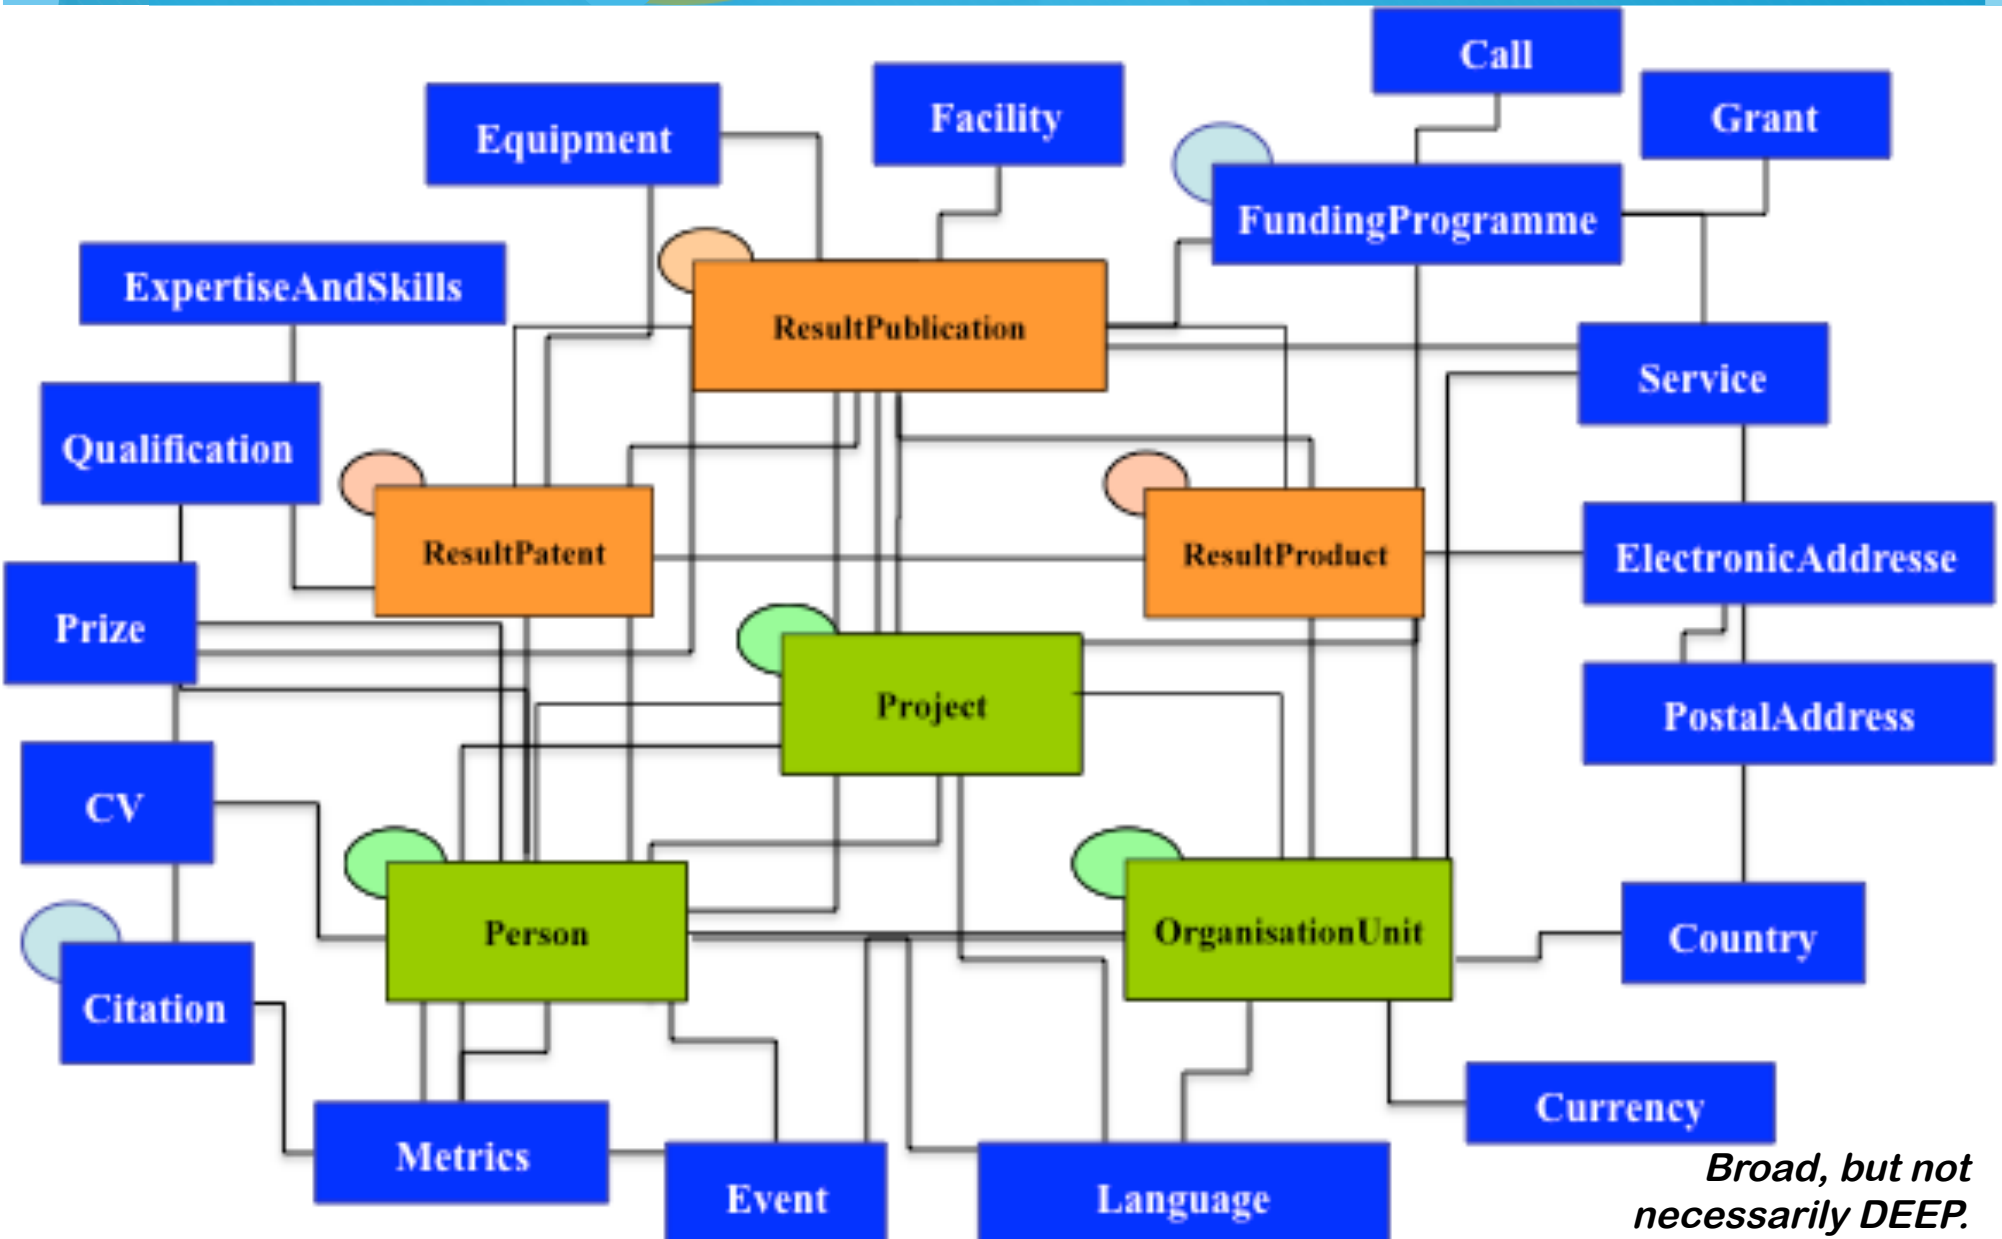 Call
Facility
Grant
Equipment
FundingProgramme
ExpertiseAndSkills
ResultPublication
Service
Qualification
ResultPatent
ResultProduct
ElectronicAddresse
Prize
Project
PostalAddress
CV
Person
OrganisationUnit
Country
Citation
Currency
Metrics
Event
Language
Broad, but not
necessarily DEEP.